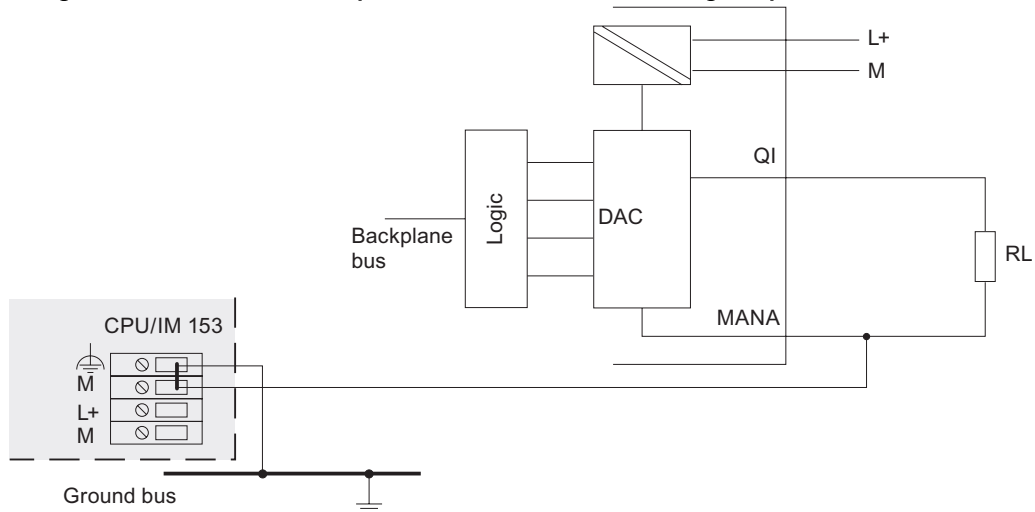 L+
M
QI
Logic
DAC
Backplane
bus
RL
MANA
CPU/IM 153
M
L+
M
Ground bus